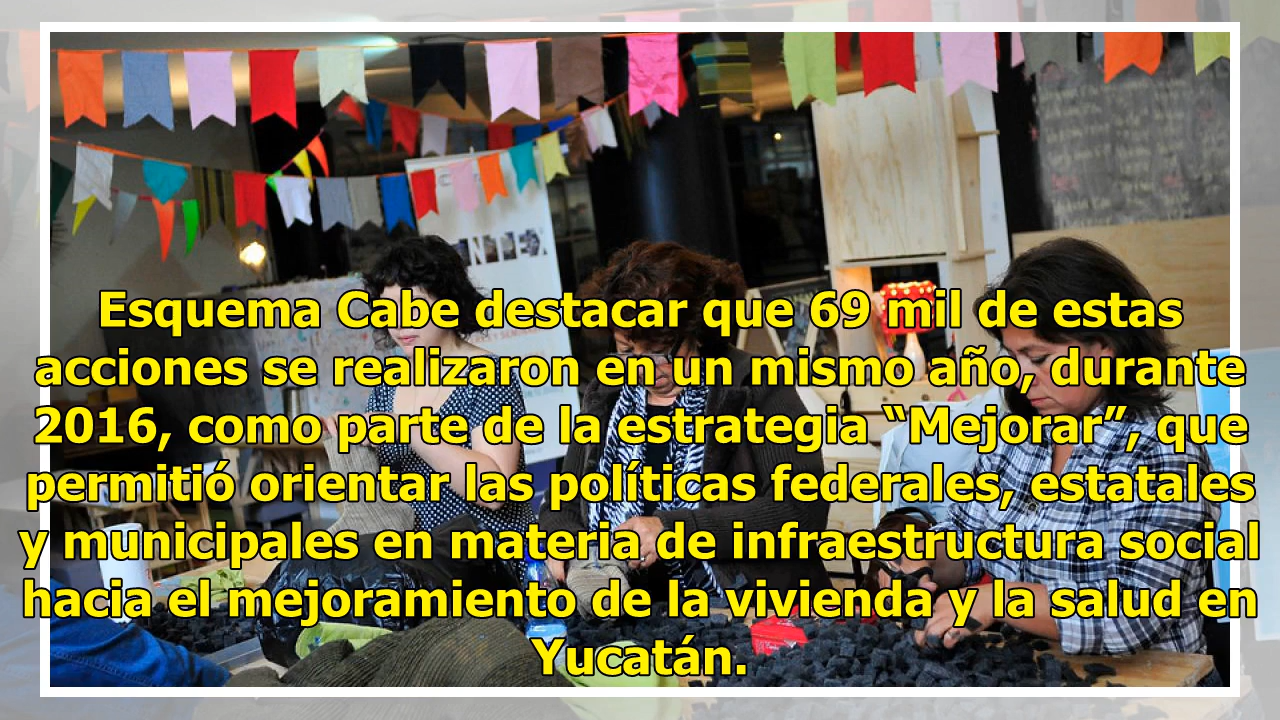 Esquema Cabe destacar que 69 mil de estas
acciones se realizaron en un mismo año, durante
2016, como parte de la estrategia “Mejorar”, que
permitió orientar las políticas federales, estatales
y municipales en materia de infraestructura social
hacia el mejoramiento de la vivienda y la salud en
Yucatán.